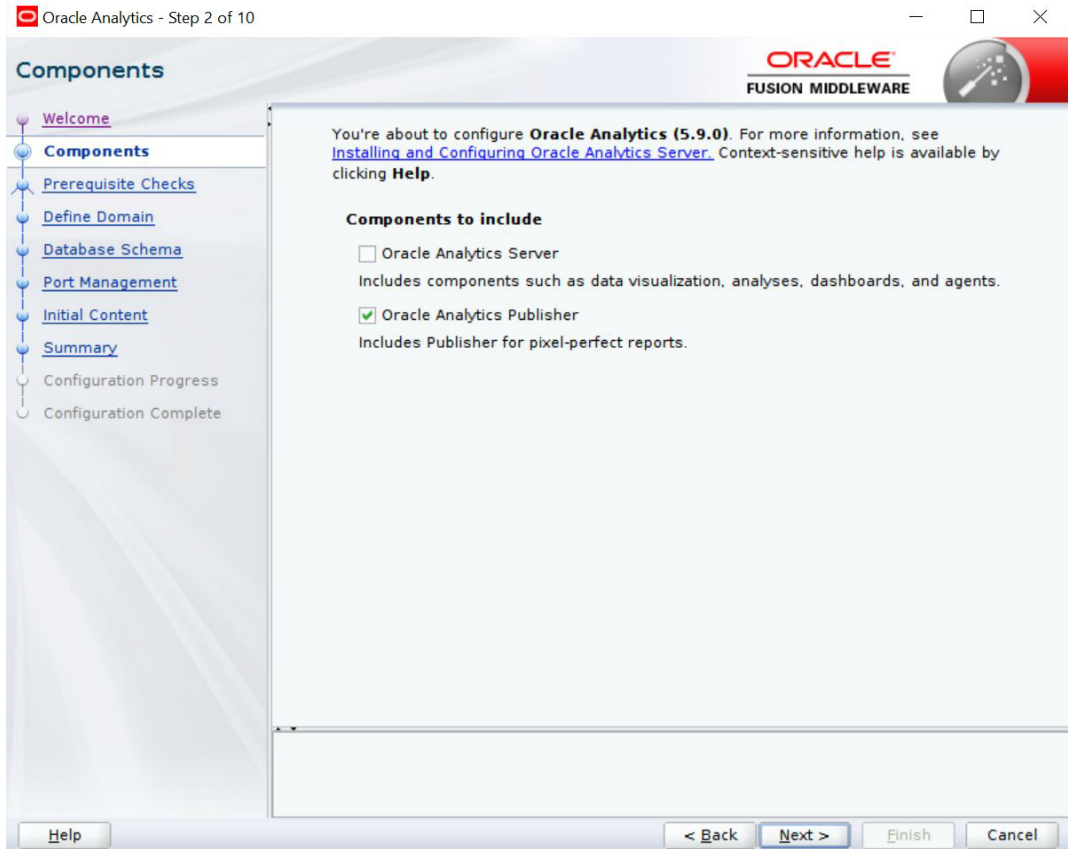 Oracle Analytics - Step 2 of 10
Components
ORACLE
FUSION MIDDLEWARE
Welcome
Components
Prerequisite Checks
Define Domain
Database Schema
Port Management
Initial Content
Summary
Configuration Progress
Configuration Complete
You're about to configure Oracle Analytics (5.9.0). For more information, see
Installing and Configuring Oracle Analytics Server. Context-sensitive help is available by
clicking Help.
Components to include
Oracle Analytics Server
Includes components such as data visualization, analyses, dashboards, and agents.
Oracle Analytics Publisher
Includes Publisher for pixel-perfect reports.
Help
< Back
Next >
Finish
Cancel